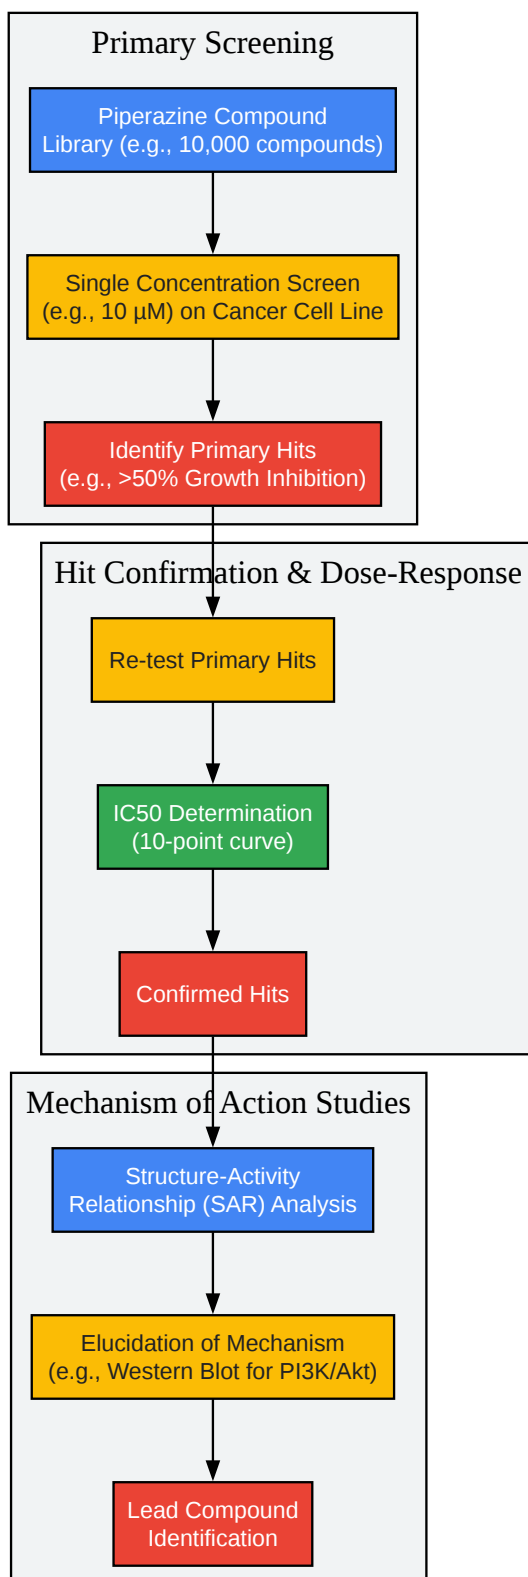 Primary Screening
Piperazine Compound
Library (e.g., 10,000 compounds)
Single Concentration Screen
(e.g., 10 µM) on Cancer Cell Line
Identify Primary Hits
(e.g., >50% Growth Inhibition)
Hit Confirmation & Dose-Response
Re-test Primary Hits
IC50 Determination
(10-point curve)
Confirmed Hits
Mechanism of Action Studies
Structure-Activity
Relationship (SAR) Analysis
Elucidation of Mechanism
(e.g., Western Blot for PI3K/Akt)
Lead Compound
Identification